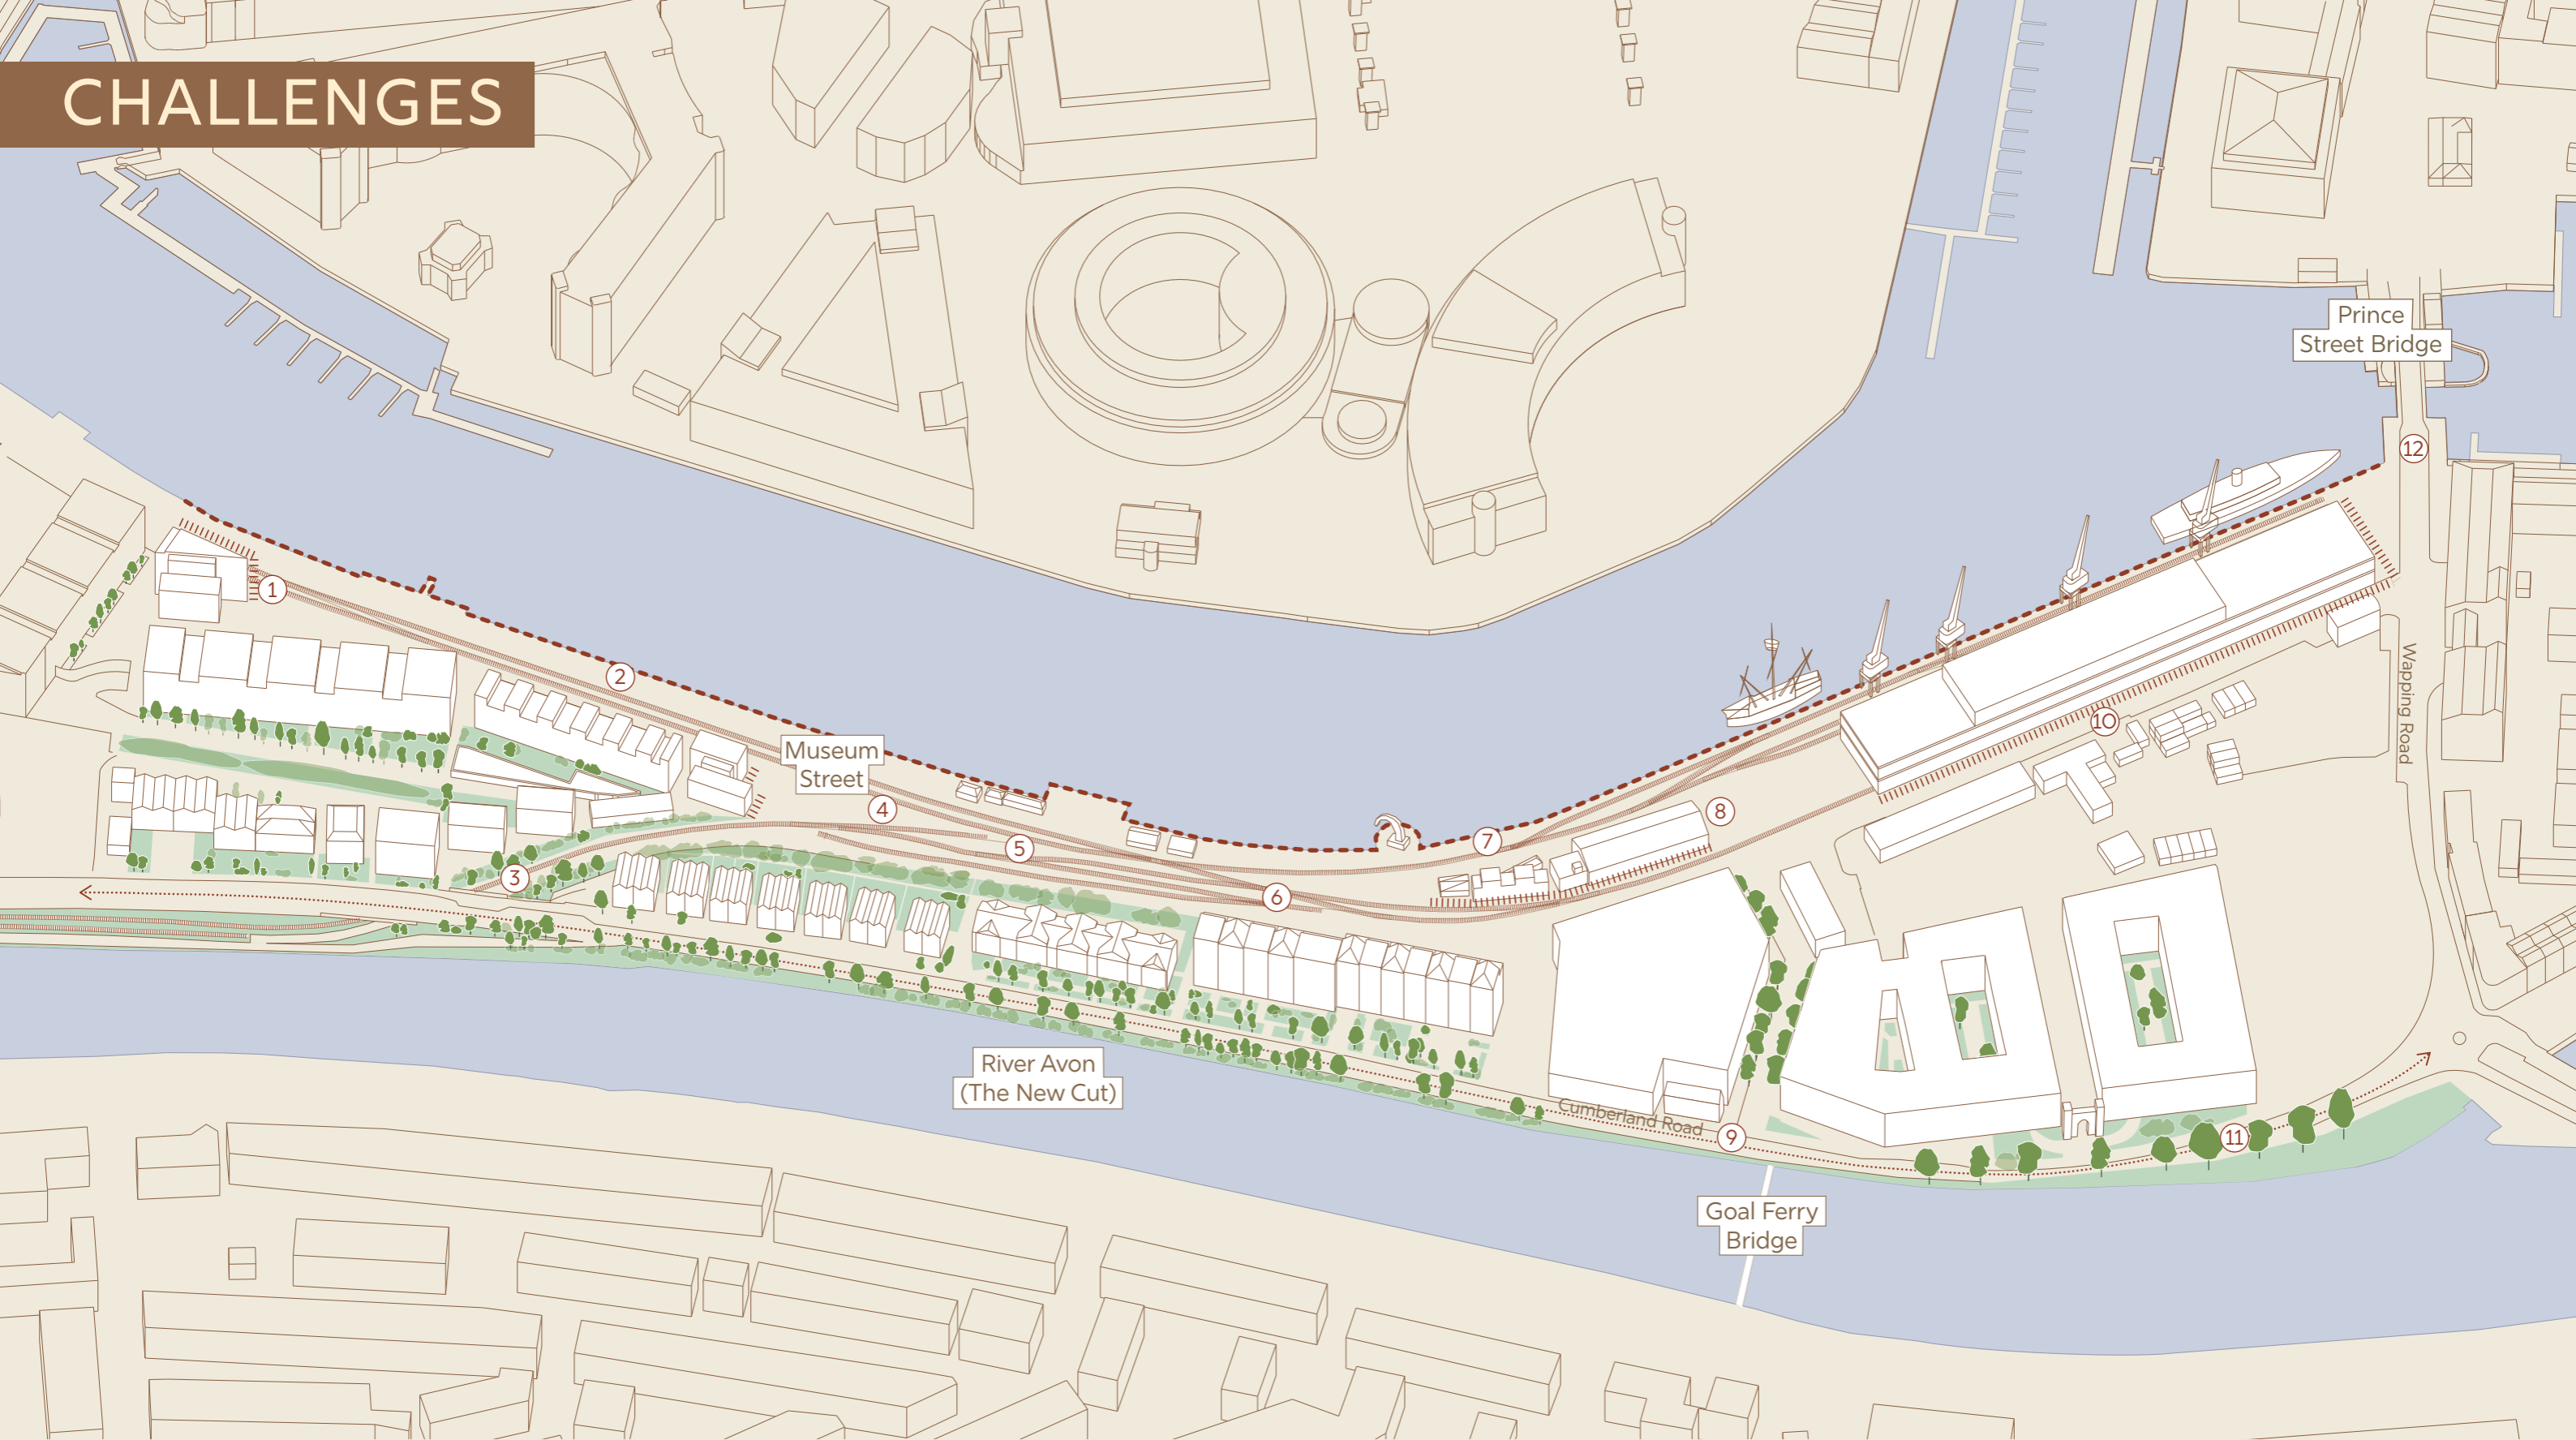 CHALLENGES
Prince
Street Bridge
12
1
2
Wapping Road
10
Museum
Street
4
5
7
8
3
6
River Avon
(The New Cut)
Cumberland Road
9
11
Goal Ferry
Bridge